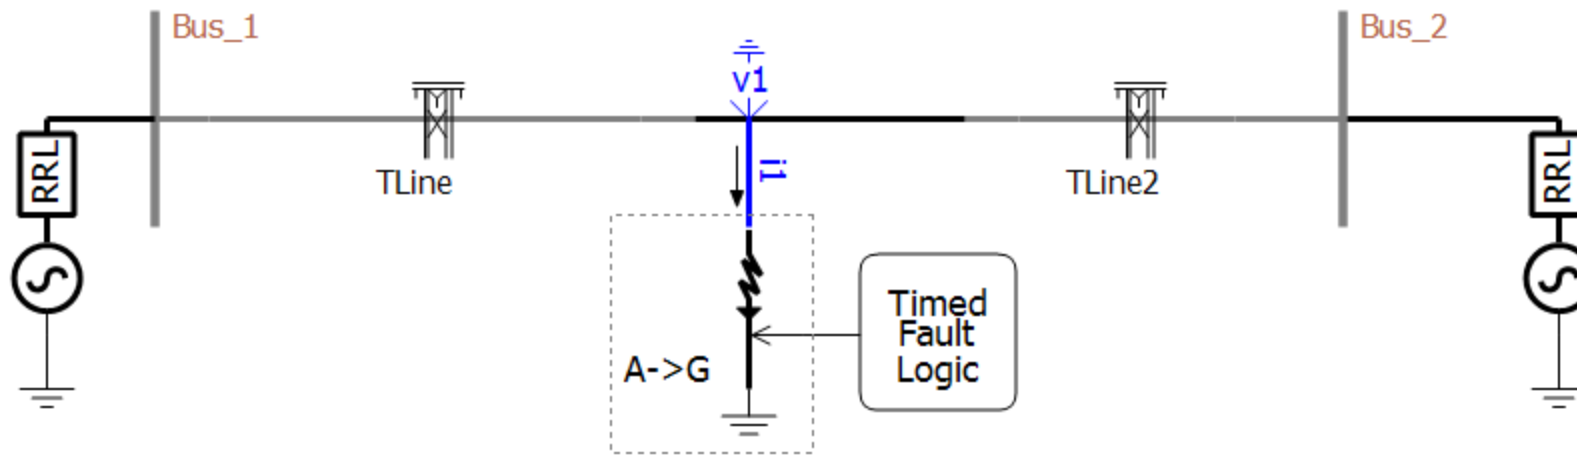 Bus_1
Bus_2
v1
RRL
RRL
i1
TLine
TLine2
Timed
Fault
Logic
A->G